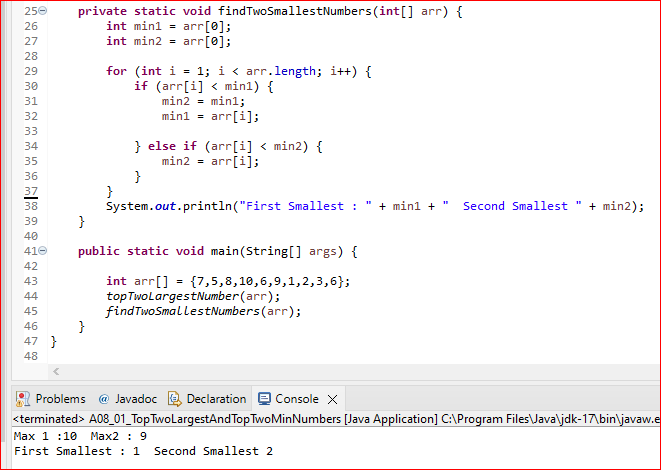 25 private static void findTwoSmallestNumbers(int[] arr) {
26 int min1 = arr[0];
27 int min2 = arr[0];
28
29 for (int i = 1; i < arr.length; i++) {
30 if (arr[i] < min1) {
31 min2 = min1;
32 min1 = arr[i];
33
34 } else if (arr[i] < min2) {
35 min2 = arr[i];
36 }
37 }
38 System.out.println("First Smallest : " + min1 + "  Second Smallest " + min2);
39 }
40
41 public static void main(String[] args) {
42
43 int arr[] = {7,5,8,10,6,9,1,2,3,6};
44 topTwoLargestNumber(arr);
45 findTwoSmallestNumbers(arr);
46 }
47 }
48
Problems @ Javadoc Declaration Console
<terminated> A08_01_TopTwoLargestAndTopTwoMinNumbers [Java Application] C:\Program Files\Java\jdk-17\bin\javaw.e
Max 1 :10  Max2 : 9
First Smallest : 1  Second Smallest 2